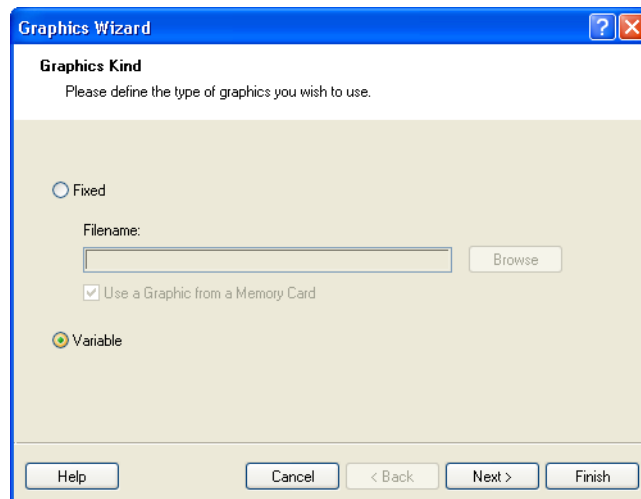 Graphics Wizard
Graphics Kind
Please define the type of graphics you wish to use.
Fixed
Filename:
Browse
Use a Graphic from a Memory Card
Variable
Help Cancel < Back Next > Finish